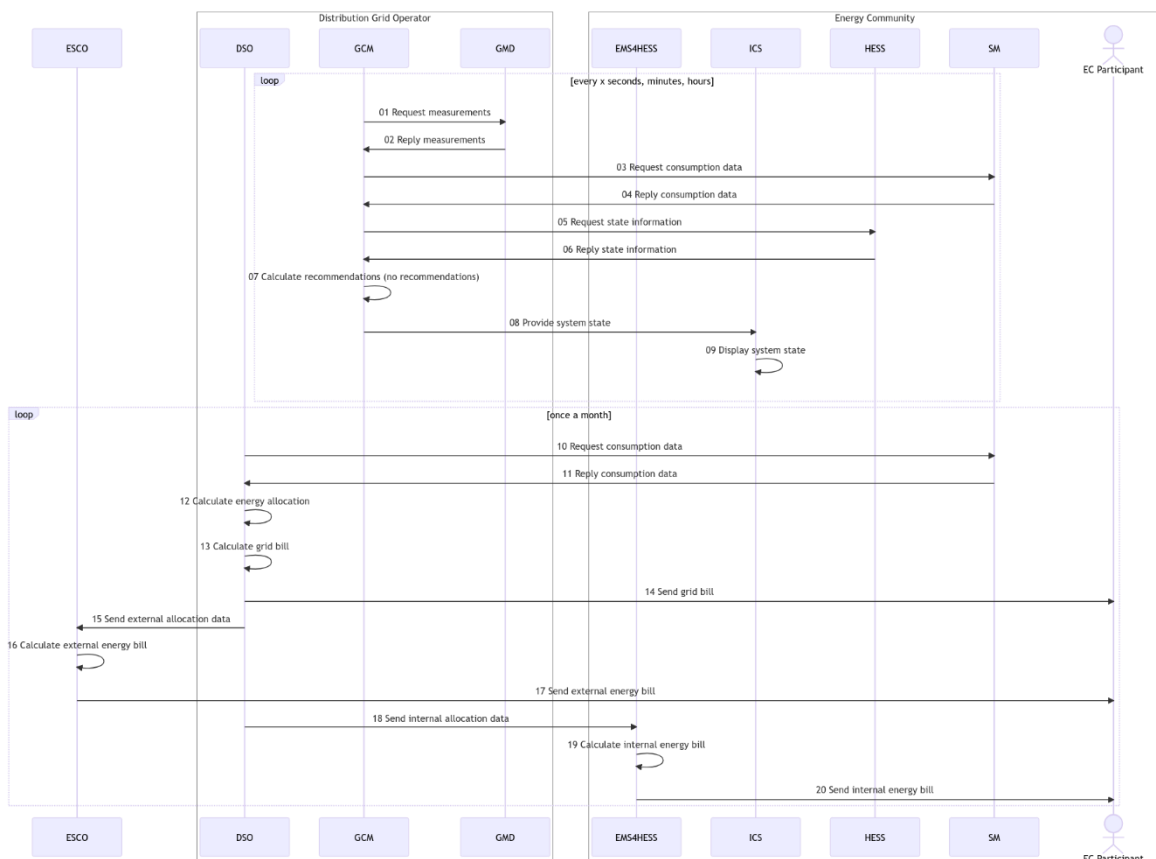 Distribution Grid Operator
Energy Community
ESCO
DSO
GCM
GMD
EMS4HESS
ICS
HESS
SM
EC Participant
loop
[every x seconds, minutes, hours]
01 Request measurements
02 Reply measurements
03 Request consumption data
04 Reply consumption data
05 Request state information
06 Reply state information
07 Calculate recommendations (no recommendations)
08 Provide system state
09 Display system state
loop
[once a month]
10 Request consumption data
11 Reply consumption data
12 Calculate energy allocation
13 Calculate grid bill
14 Send grid bill
15 Send external allocation data
16 Calculate external energy bill
17 Send external energy bill
18 Send internal allocation data
19 Calculate internal energy bill
20 Send internal energy bill
ESCO
DSO
GCM
GMD
EMS4HESS
ICS
HESS
SM
EC Participant